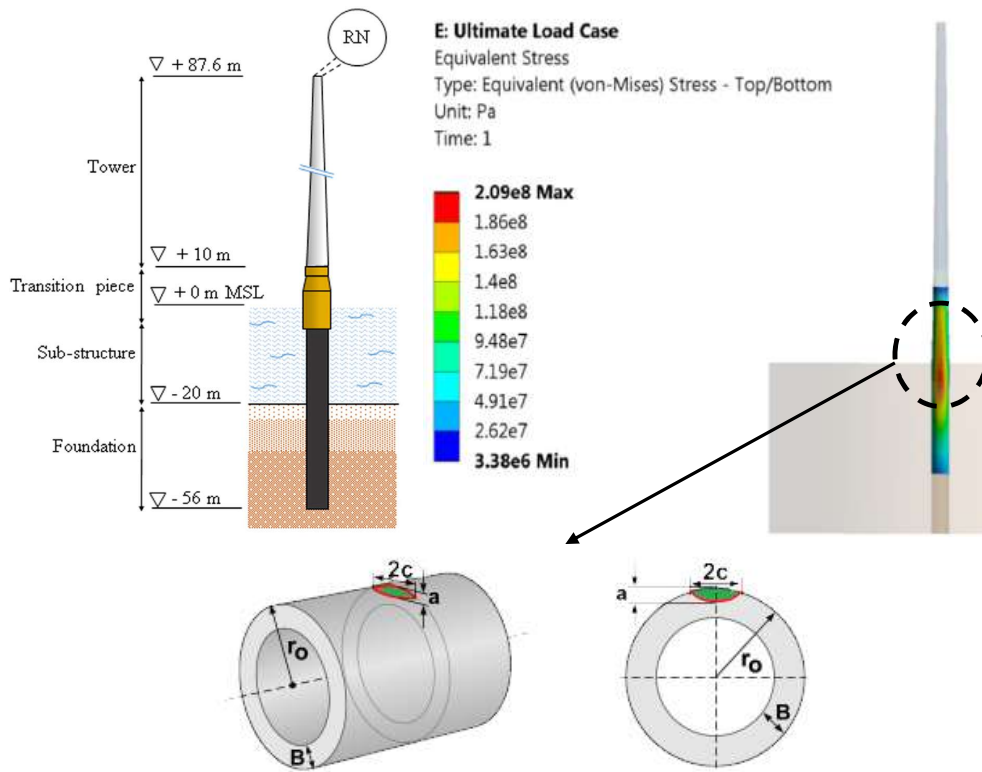 RN
▽ + 87.6 m
Tower
▽ + 10 m
Transition piece
▽ +0 m MSL
Sub-structure
▽ - 20 m
Foundation
▽ - 56 m
E: Ultimate Load Case
Equivalent Stress
Type: Equivalent (von-Mises) Stress - Top/Bottom
Unit: Pa
Time: 1
2.09e8 Max
1.86e8
1.63e8
1.4e8
1.18e8
9.48e7
7.19e7
4.91e7
2.62e7
3.38e6 Min
2c
a
ro
B
2c
a
ro
B